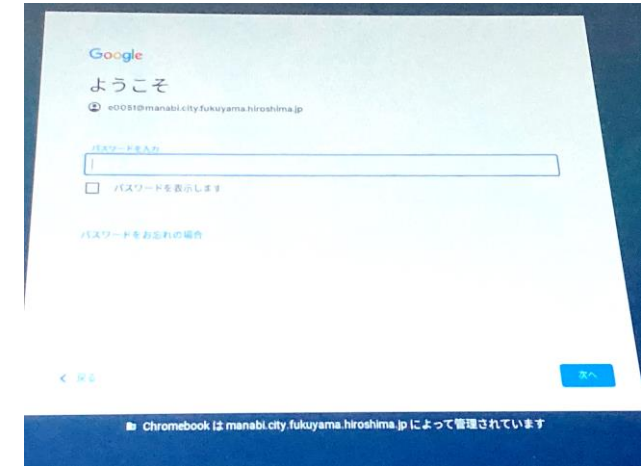 Google
ようこそ
e0051@manabi.city.fukuyama.hiroshima.jp
パスワードを入力
パスワードを表示します
パスワードをお忘れの場合
戻る
次へ
Chromebook は manabi.city.fukuyama.hiroshima.jp によって管理されています